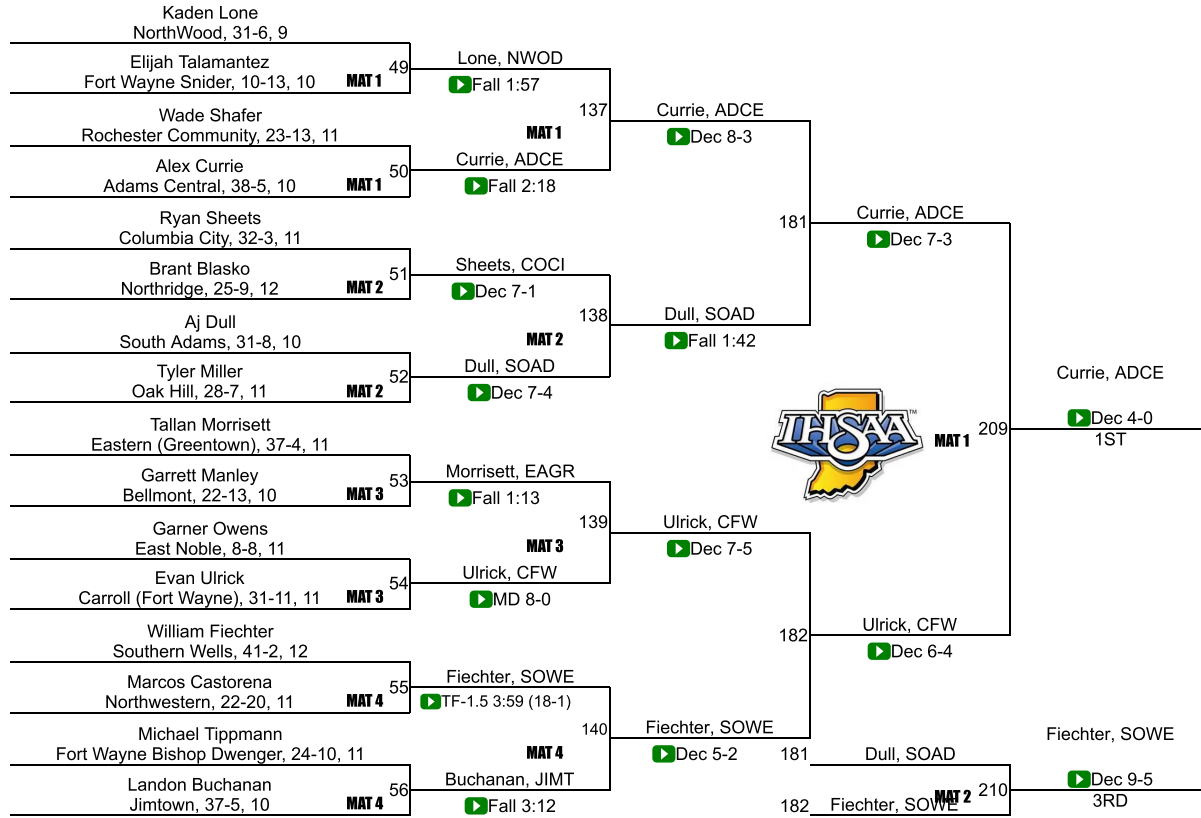 Kaden Lone
NorthWood, 31-6, 9
Elijah Talamantez
Fort Wayne Snider, 10-13, 10
MAT 1
49
Wade Shafer
Rochester Community, 23-13, 11
Alex Currie
Adams Central, 38-5, 10
MAT 1
50
Ryan Sheets
Columbia City, 32-3, 11
Brant Blasko
Northridge, 25-9, 12
MAT 2
51
Aj Dull
South Adams, 31-8, 10
Tyler Miller
Oak Hill, 28-7, 11
MAT 2
52
Tallan Morrisett
Eastern (Greentown), 37-4, 11
Garrett Manley
Bellmont, 22-13, 10
MAT 3
53
Garner Owens
East Noble, 8-8, 11
Evan Ulrick
Carroll (Fort Wayne), 31-11, 11
MAT 3
54
William Fiechter
Southern Wells, 41-2, 12
Marcos Castorena
Northwestern, 22-20, 11
MAT 4
55
Michael Tippmann
Fort Wayne Bishop Dwenger, 24-10, 11
Landon Buchanan
Jimtown, 37-5, 10
MAT 4
56
Lone, NWOD
Fall 1:57
137
MAT 1
Currie, ADCE
Fall 2:18
Sheets, COCI
Dec 7-1
138
MAT 2
Dull, SOAD
Dec 7-4
Morrisett, EAGR
Fall 1:13
139
MAT 3
Ulrick, CFW
MD 8-0
Fiechter, SOWE
TF-1.5 3:59 (18-1)
140
MAT 4
Buchanan, JIMT
Fall 3:12
Currie, ADCE
Dec 8-3
181
Dull, SOAD
Fall 1:42
Ulrick, CFW
Dec 7-5
182
Fiechter, SOWE
Dec 5-2
Currie, ADCE
Dec 7-3
IHSAA™
MAT 1
209
Ulrick, CFW
Dec 6-4
Currie, ADCE
Dec 4-0
1ST
181
Dull, SOAD
MAT 2
210
182
Fiechter, SOWE
Fiechter, SOWE
Dec 9-5
3RD